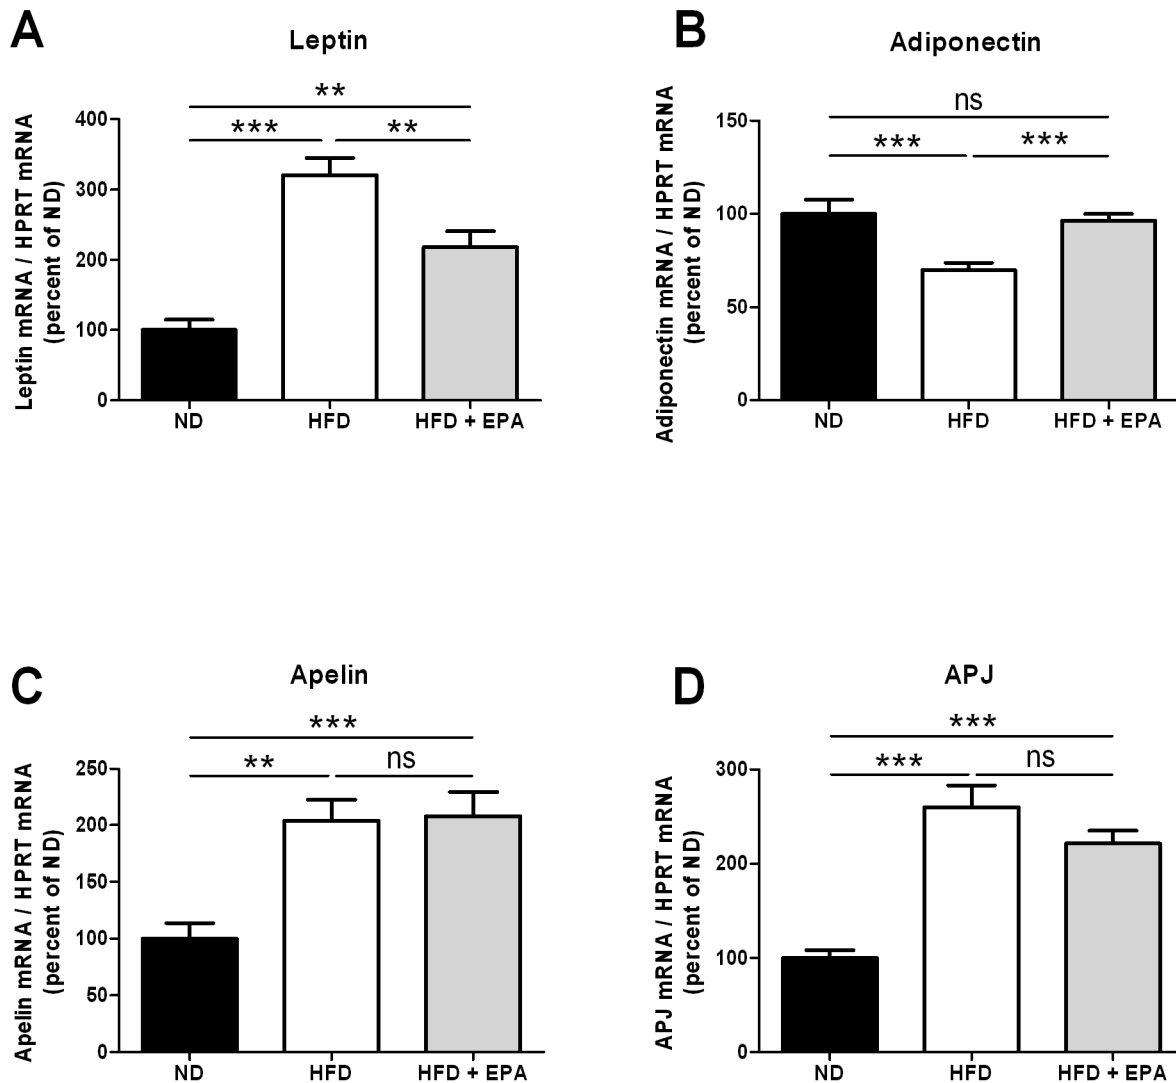 A
Leptin
**
***
**
Leptin mRNA / HPRT mRNA
(percent of ND)
400
300
200
100
0
ND
HFD
HFD + EPA
B
Adiponectin
ns
***
***
Adiponectin mRNA / HPRT mRNA
(percent of ND)
150
100
50
0
ND
HFD
HFD + EPA
C
Apelin
***
**
ns
Apelin mRNA / HPRT mRNA
(percent of ND)
250
200
150
100
50
0
ND
HFD
HFD + EPA
D
APJ
***
***
ns
APJ mRNA / HPRT mRNA
(percent of ND)
300
200
100
0
ND
HFD
HFD + EPA